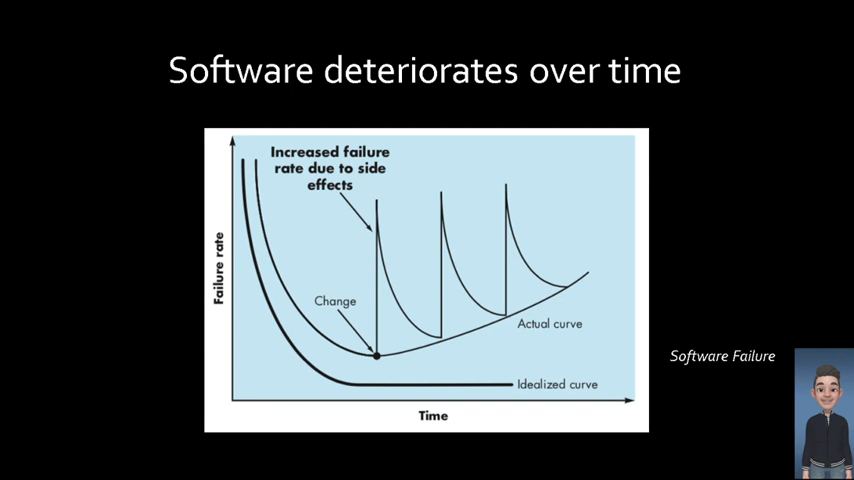 Software deteriorates over time
Increased failure
rate due to side
effects
Failure rate
Change
Actual curve
Idealized curve
Time
Software Failure